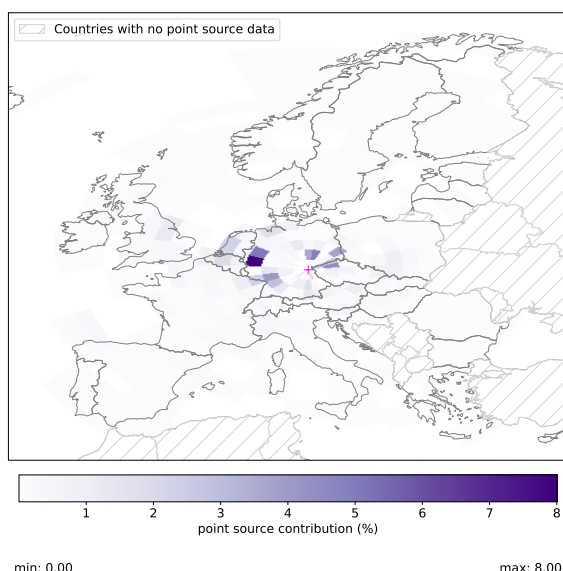 Countries with no point source data
1 2 3 4 5 6 7 8
point source contribution (%)
min: 0.00 max: 8.00